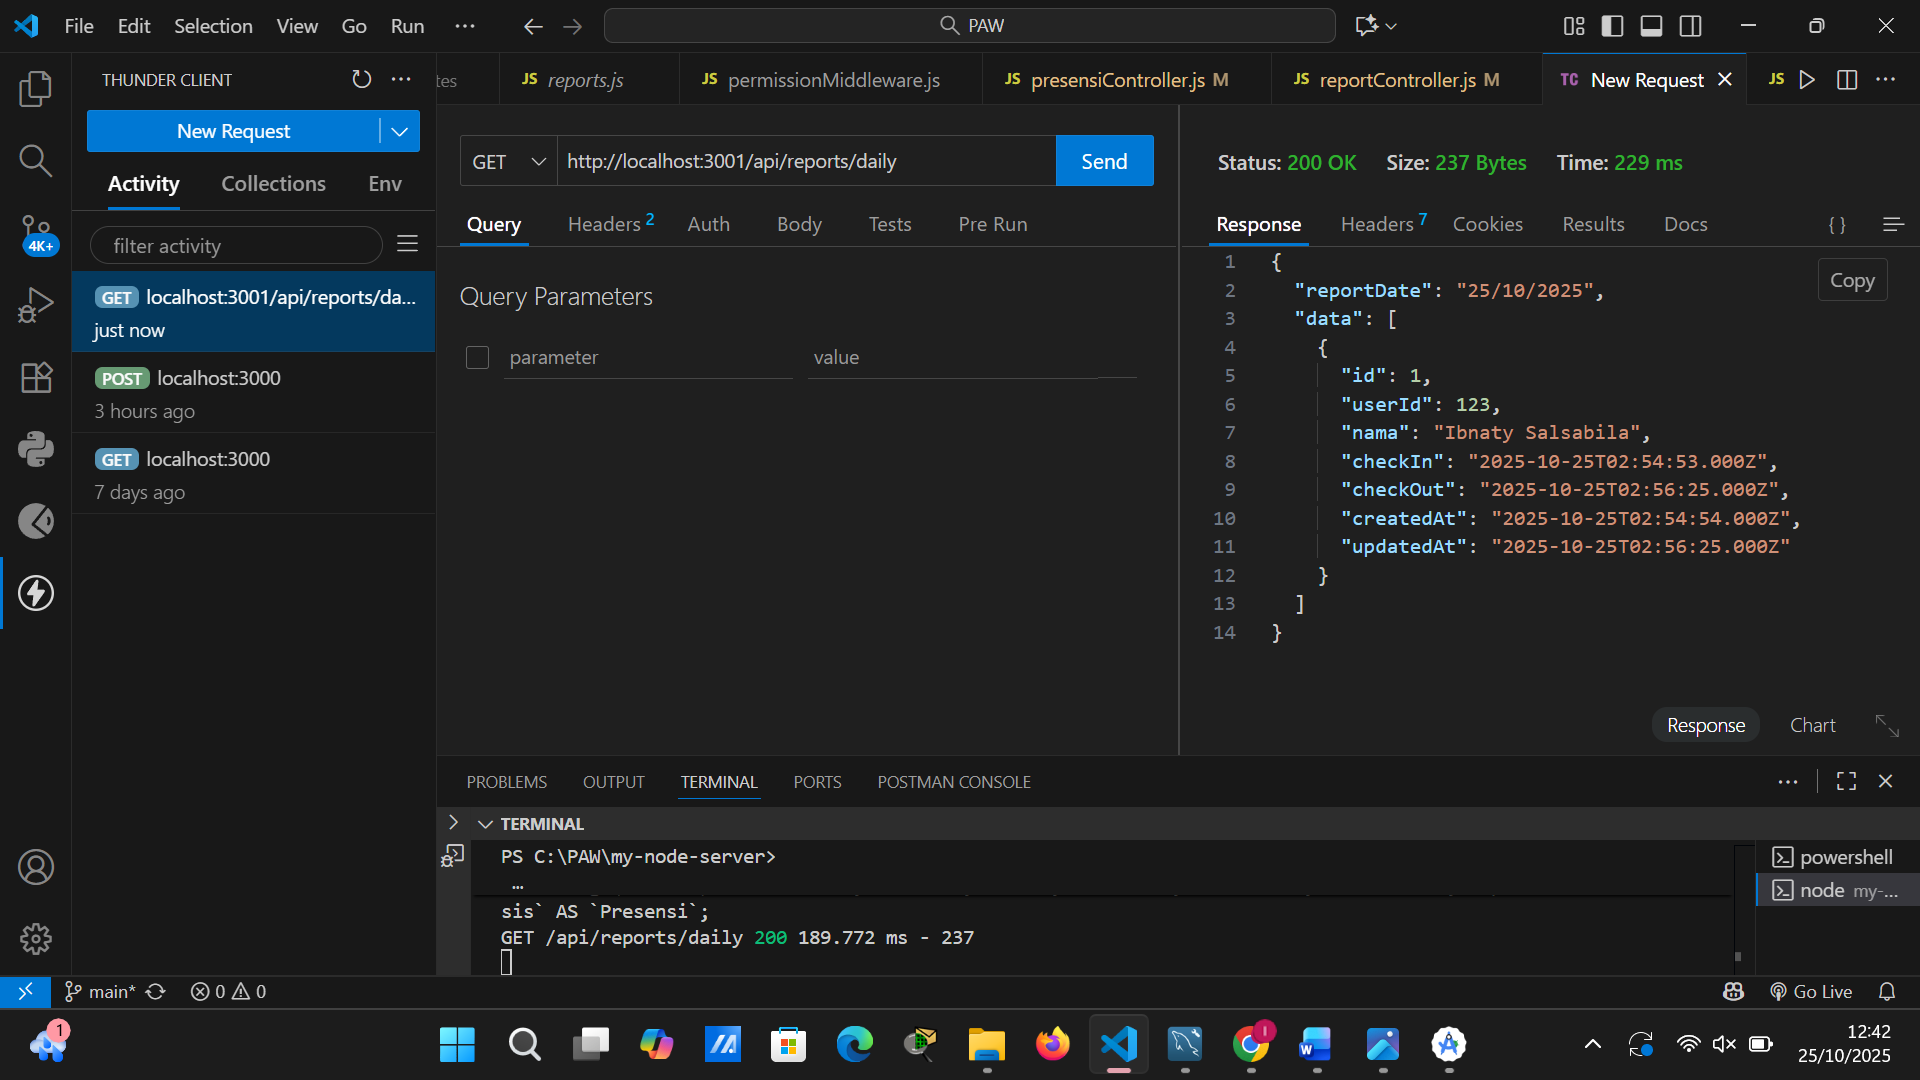 File Edit Selection View Go Run ... PAW
THUNDER CLIENT ...
tes JS reports.js JS permissionMiddleware.js JS presensiController.js M JS reportController.js M TC New Request JS
New Request
GET http://localhost:3001/api/reports/daily Send
Status: 200 OK Size: 237 Bytes Time: 229 ms
Activity Collections Env
Query Headers 2 Auth Body Tests Pre Run
Response Headers 7 Cookies Results Docs { }
4K+
filter activity
GET localhost:3001/api/reports/da...
just now
POST localhost:3000
3 hours ago
GET localhost:3000
7 days ago
Query Parameters
parameter value
Copy
1 {
2 "reportDate": "25/10/2025",
3 "data": [
4 {
5 "id": 1,
6 "userId": 123,
7 "nama": "Ibnaty Salsabila",
8 "checkIn": "2025-10-25T02:54:53.000Z",
9 "checkOut": "2025-10-25T02:56:25.000Z",
10 "createdAt": "2025-10-25T02:54:54.000Z",
11 "updatedAt": "2025-10-25T02:56:25.000Z"
12 }
13 ]
14 }
Response Chart
PROBLEMS OUTPUT TERMINAL PORTS POSTMAN CONSOLE ...
TERMINAL
PS C:\PAW\my-node-server>
...
sis` AS `Presensi`;
GET /api/reports/daily 200 189.772 ms - 237
powershell
node my-...
main* 0 0 Go Live
1
12:42
25/10/2025